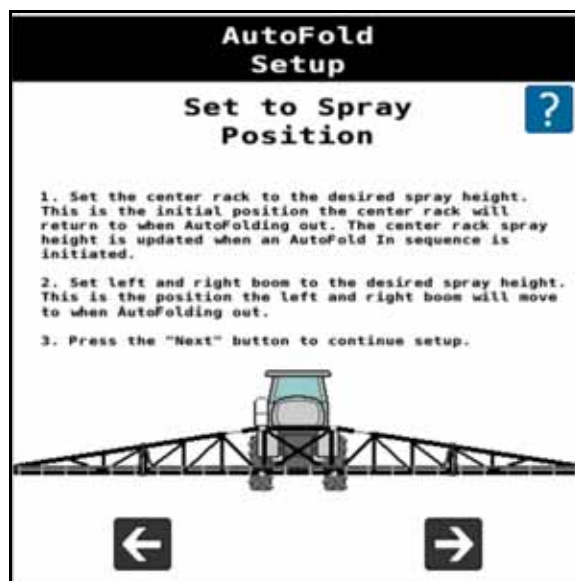 AutoFold
Setup
Set to Spray
Position
?
1. Set the center rack to the desired spray height.
This is the initial position the center rack will
return to when AutoFolding out. The center rack spray
height is updated when an AutoFold In sequence is
initiated.
2. Set left and right boom to the desired spray height.
This is the position the left and right boom will move
to when AutoFolding out.
3. Press the "Next" button to continue setup.